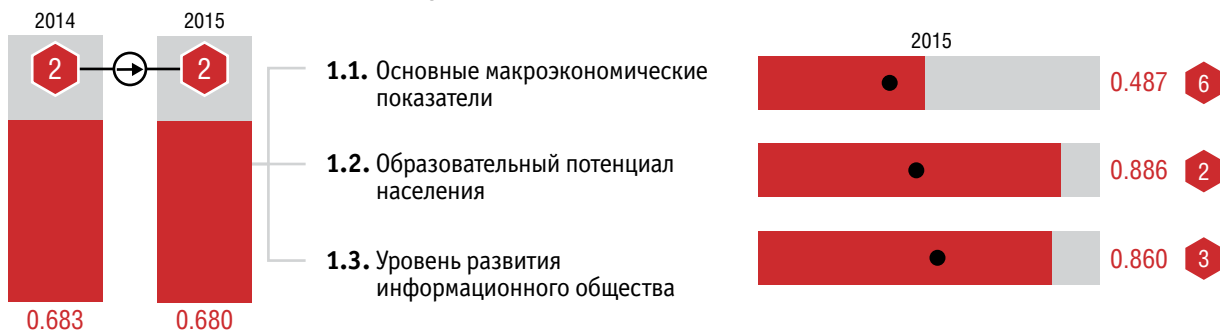 2014
2015
2
2
0.683
0.680
1.1. Основные макроэкономические
показатели
1.2. Образовательный потенциал
населения
1.3. Уровень развития
информационного общества
2015
0.487
6
0.886
2
0.860
3